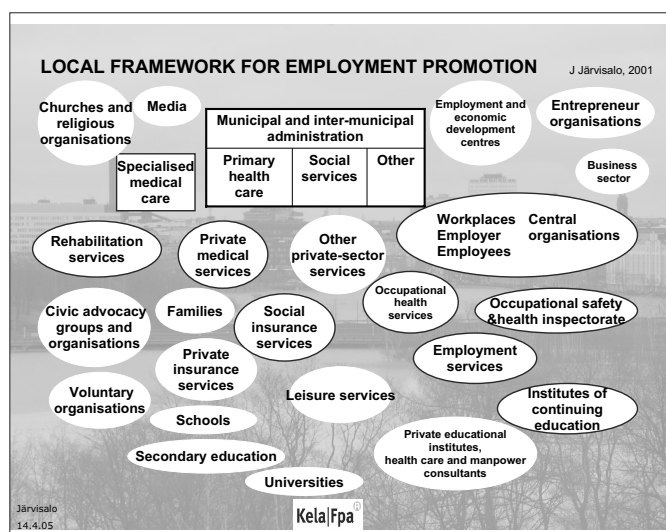 LOCAL FRAMEWORK FOR EMPLOYMENT PROMOTION
J Järvisalo, 2001
Churches and
religious
organisations
Media
Municipal and inter-municipal
administration
Primary
health
care
Social
services
Other
Employment and
economic
development
centres
Entrepreneur
organisations
Specialised
medical
care
Business
sector
Workplaces
Employer
Employees
Central
organisations
Rehabilitation
services
Private
medical
services
Other
private-sector
services
Occupational
health
services
Occupational safety
&health inspectorate
Civic advocacy
groups and
organisations
Families
Social
insurance
services
Private
insurance
services
Employment
services
Voluntary
organisations
Leisure services
Institutes of
continuing
education
Schools
Secondary education
Private educational
institutes,
health care and manpower
consultants
Universities
Järvisalo
14.4.05
Kela|Fpa®